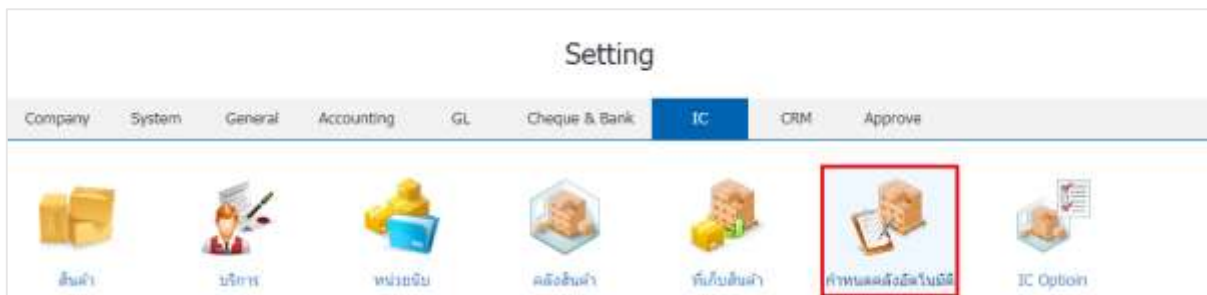 Setting
Company System General Accounting GL Cheque & Bank IC CRM Approve
สินค้า บริการ หน่วยนับ คลังสินค้า ที่เก็บสินค้า กำหนดคลังอัตโนมัติ IC Optioin